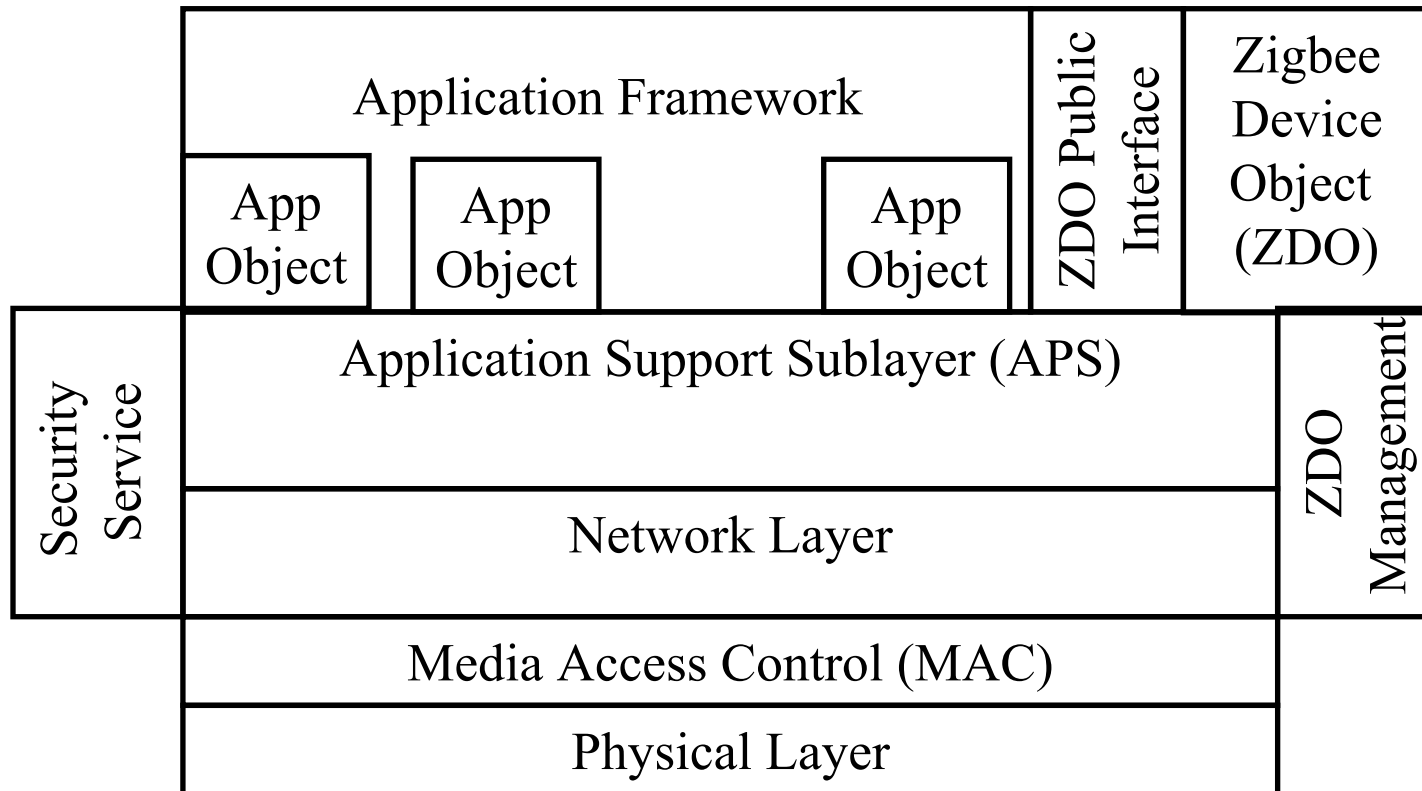 Application Framework
ZDO Public
Interface
Zigbee
Device
Object
(ZDO)
App
Object
App
Object
App
Object
Security
Service
Application Support Sublayer (APS)
ZDO
Management
Network Layer
Media Access Control (MAC)
Physical Layer